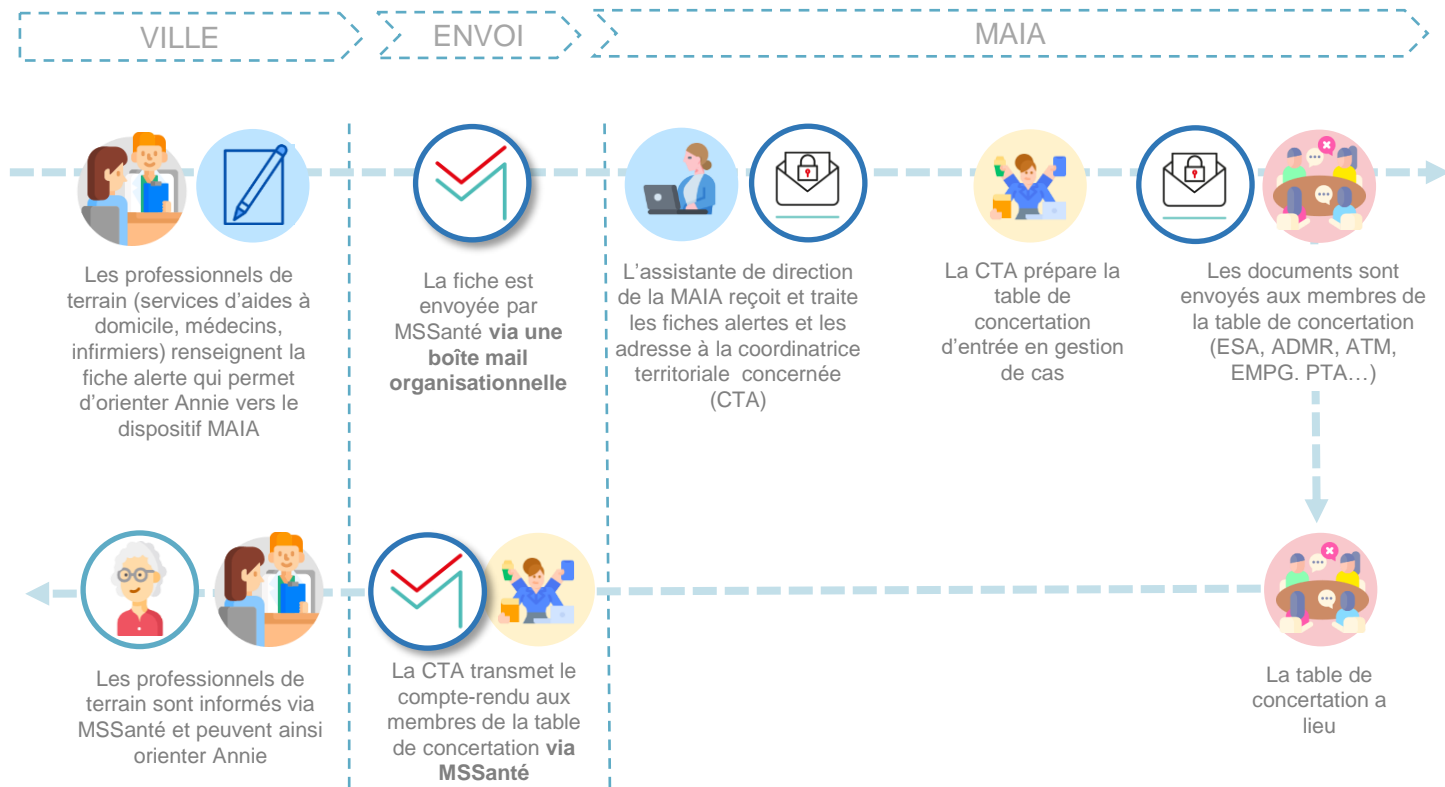 VILLE
ENVOI
MAIA
Les professionnels de
terrain (services d'aides à
domicile, médecins,
infirmiers) renseignent la
fiche alerte qui permet
d'orienter Annie vers le
dispositif MAIA
La fiche est
envoyée par
MSSanté via une
boîte mail
organisationnelle
L'assistante de direction
de la MAIA reçoit et traite
les fiches alertes et les
adresse à la coordinatrice
territoriale concernée
(CTA)
La CTA prépare la
table de
concertation
d'entrée en gestion
de cas
Les documents sont
envoyés aux membres de
la table de concertation
(ESA, ADMR, ATM,
EMPG. PTA…)
Les professionnels de
terrain sont informés via
MSSanté et peuvent ainsi
orienter Annie
La CTA transmet le
compte-rendu aux
membres de la table
de concertation via
MSSanté
La table de
concertation a
lieu